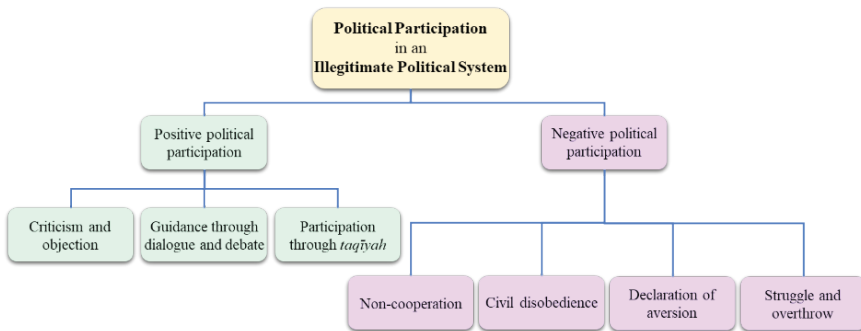 Political Participation
in an
Illegitimate Political System
Positive political
participation
Negative political
participation
Criticism and
objection
Guidance through
dialogue and debate
Participation
through taqīyah
Non-cooperation
Civil disobedience
Declaration of
aversion
Struggle and
overthrow